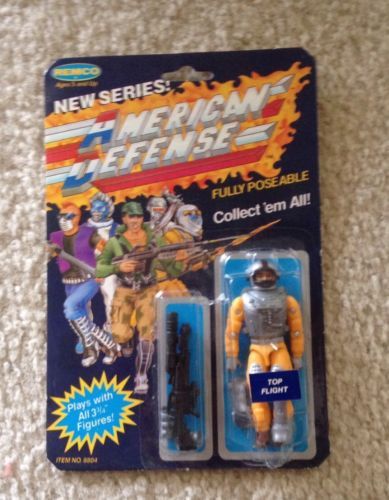 REMCO
Ages 5 and Up
NEW SERIES:
AMERICAN
DEFENSE
FULLY POSEABLE
Collect 'em All!
TOP
FLIGHT
Plays with
All 3¾"
Figures!
ITEM NO. 8804